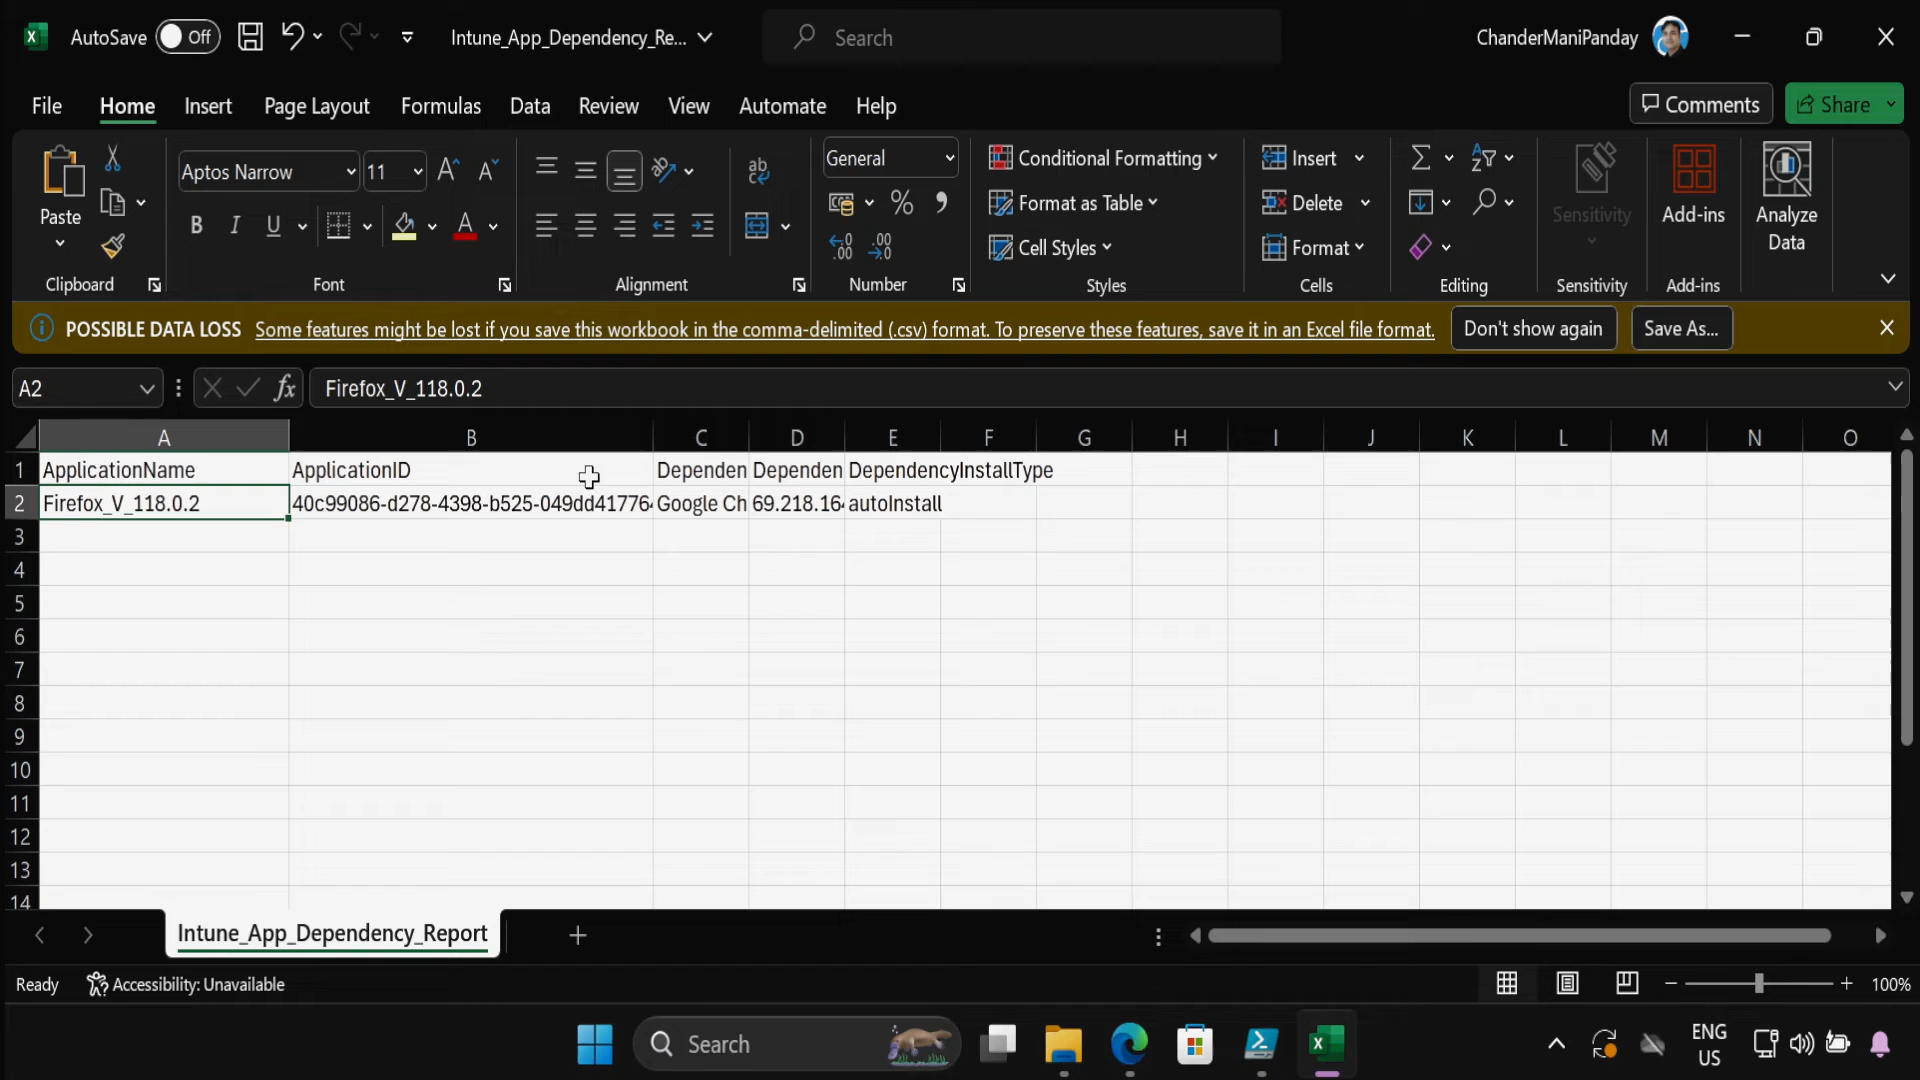 AutoSave Off Intune_App_Dependency_Re... Search ChanderManiPanday
File Home Insert Page Layout Formulas Data Review View Automate Help Comments Share
Paste
Clipboard
Aptos Narrow 11
B I U
Font
ab
Alignment
General
% 9
Number
Conditional Formatting
Format as Table
Cell Styles
Styles
Insert
Delete
Format
Cells
Editing
Sensitivity
Sensitivity
Add-ins
Add-ins
Analyze
Data
POSSIBLE DATA LOSS Some features might be lost if you save this workbook in the comma-delimited (.csv) format. To preserve these features, save it in an Excel file format. Don't show again Save As...
A2 fx Firefox_V_118.0.2
A B C D E F G H I J K L M N O
1 ApplicationName ApplicationID Dependen Dependen DependencyInstallType
2 Firefox_V_118.0.2 40c99086-d278-4398-b525-049dd41776 Google Ch 69.218.16 autoInstall
3
4
5
6
7
8
9
10
11
12
13
14
Intune_App_Dependency_Report
Ready Accessibility: Unavailable 100%
Search ENG
US